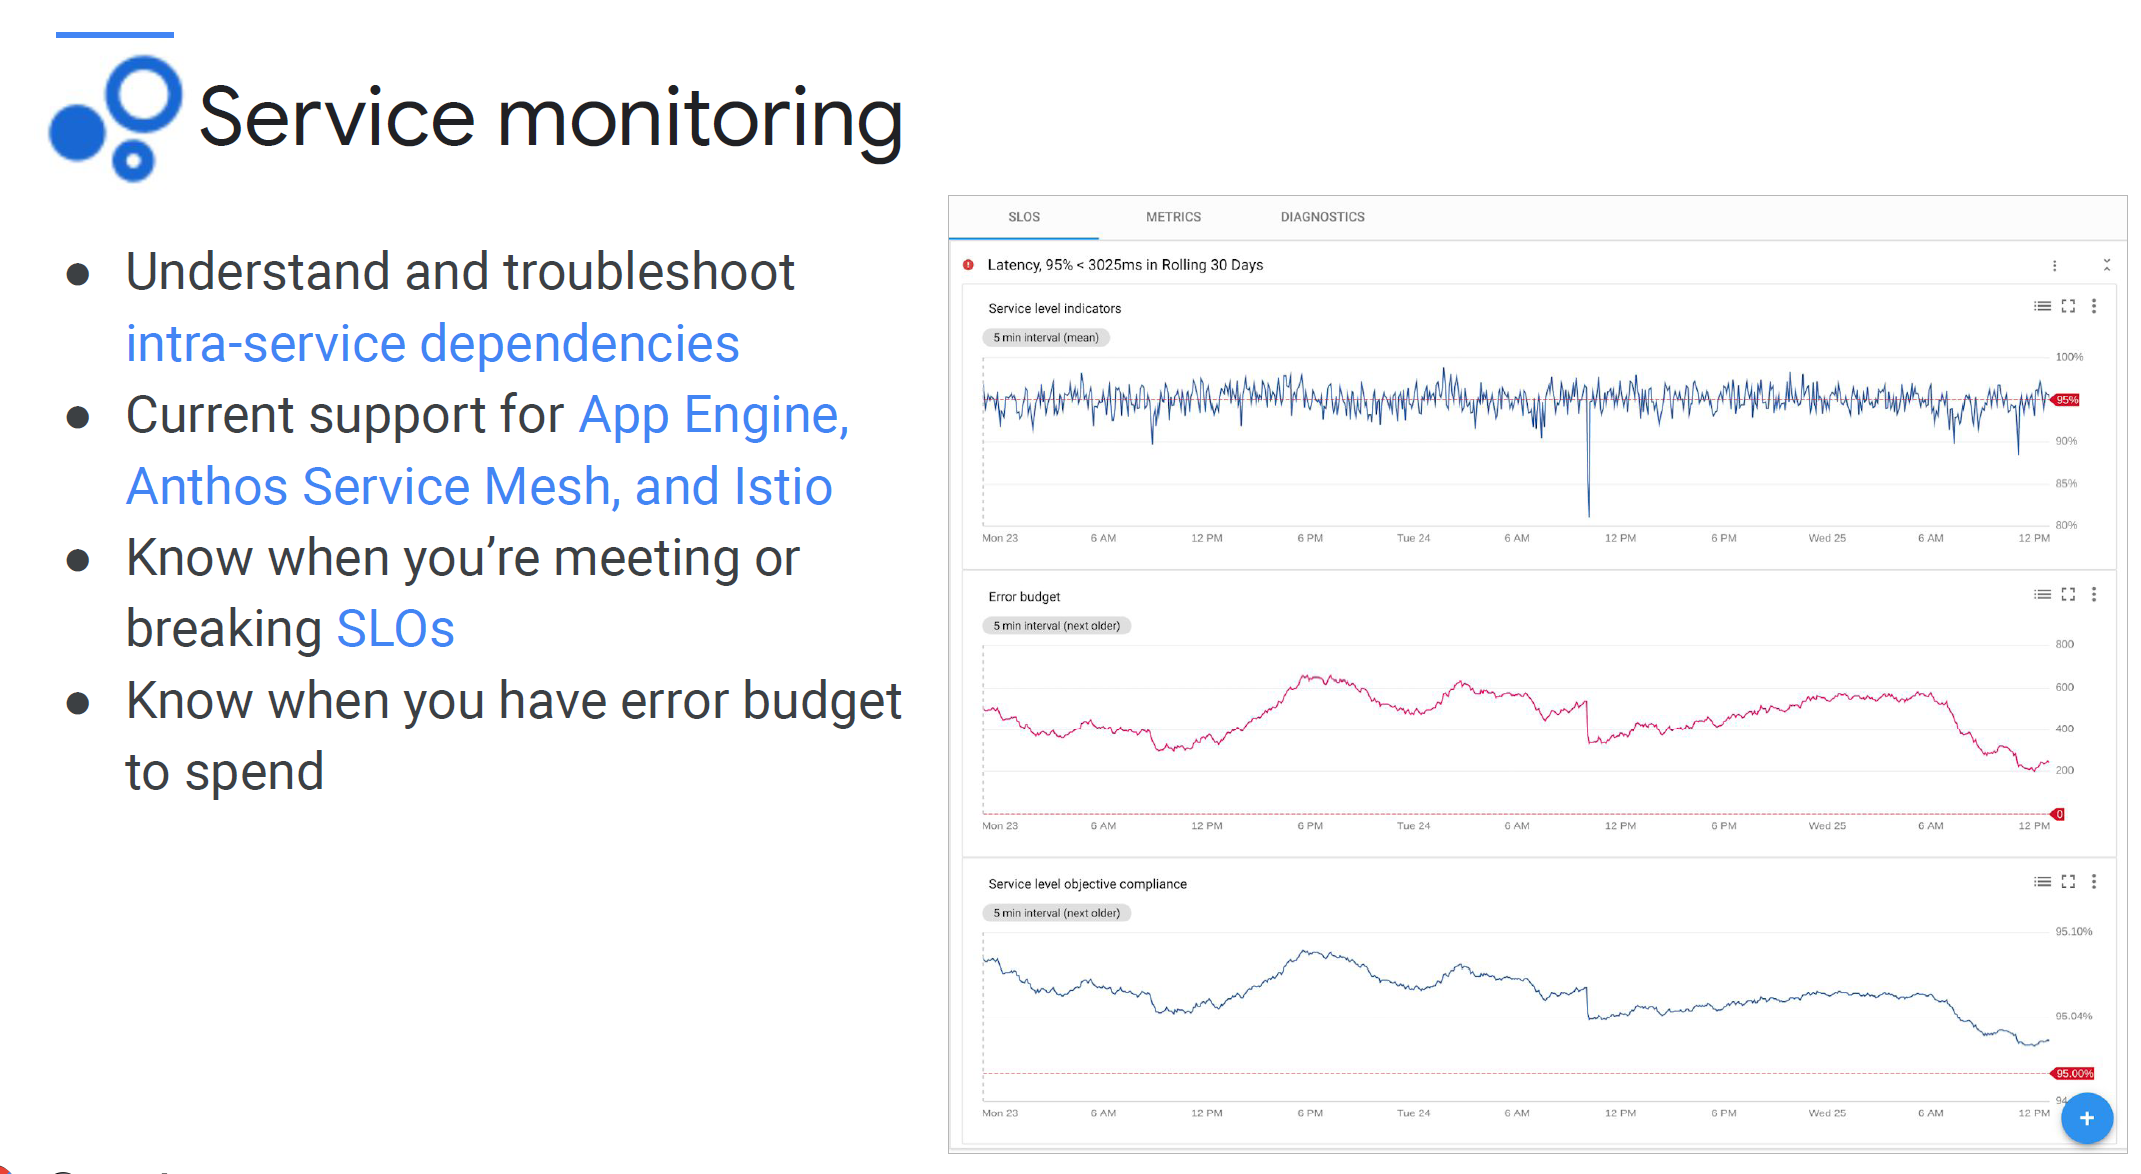 Service monitoring
● Understand and troubleshoot
intra-service dependencies
● Current support for App Engine,
Anthos Service Mesh, and Istio
● Know when you’re meeting or
breaking SLOs
● Know when you have error budget
to spend
SLOS METRICS DIAGNOSTICS
Latency, 95% < 3025ms in Rolling 30 Days
Service level indicators
5 min interval (mean)
100%
95%
90%
85%
80%
Mon 23 6 AM 12 PM 6 PM Tue 24 6 AM 12 PM 6 PM Wed 25 6 AM 12 PM
Error budget
5 min interval (next older)
800
600
400
200
0
Mon 23 6 AM 12 PM 6 PM Tue 24 6 AM 12 PM 6 PM Wed 25 6 AM 12 PM
Service level objective compliance
5 min interval (next older)
95.10%
95.04%
95.00%
94
Mon 23 6 AM 12 PM 6 PM Tue 24 6 AM 12 PM 6 PM Wed 25 6 AM 12 PM
+